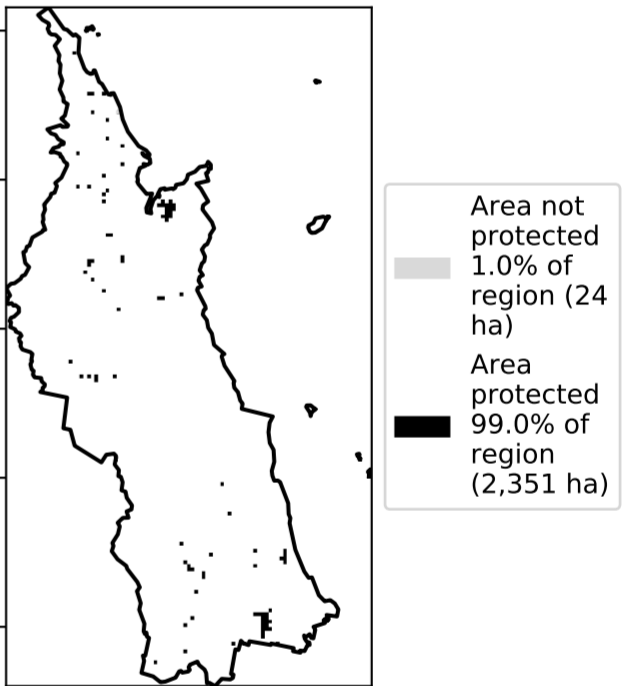 Area not
protected
1.0% of
region (24
ha)
Area
protected
99.0% of
region
(2,351 ha)